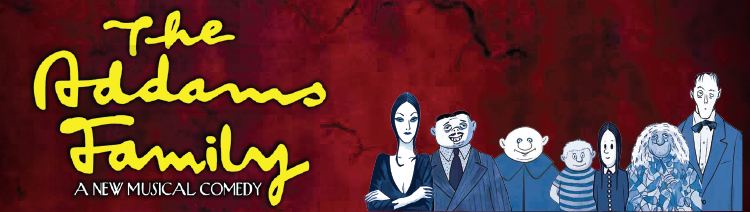 The
Addams
Family
A NEW MUSICAL COMEDY